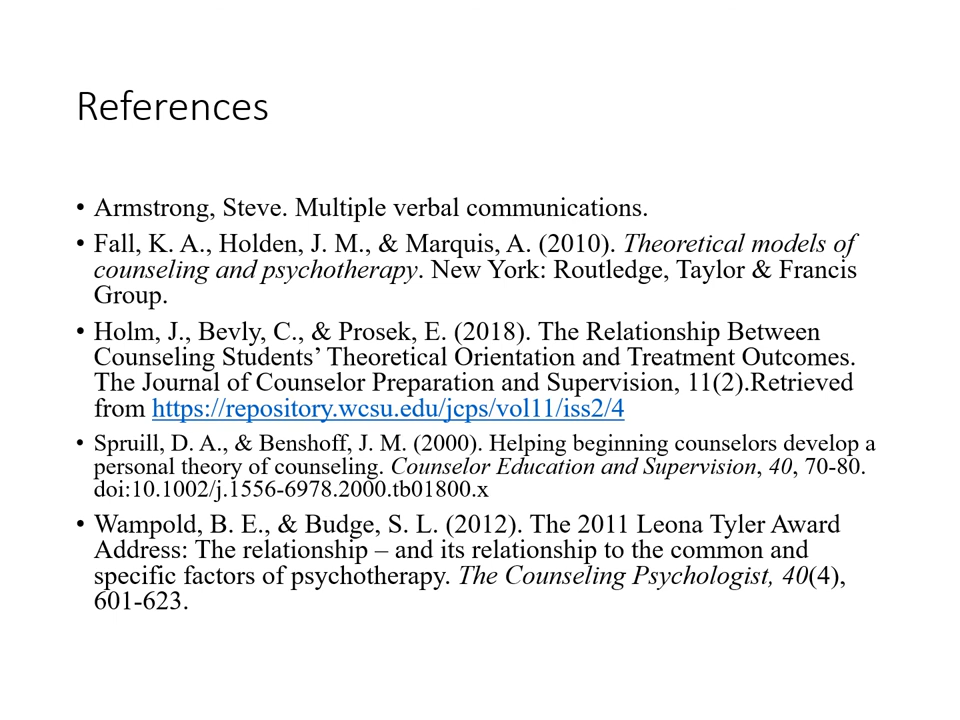 References
• Armstrong, Steve. Multiple verbal communications.
• Fall, K. A., Holden, J. M., & Marquis, A. (2010). Theoretical models of
counseling and psychotherapy. New York: Routledge, Taylor & Francis
Group.
• Holm, J., Bevly, C., & Prosek, E. (2018). The Relationship Between
Counseling Students’ Theoretical Orientation and Treatment Outcomes.
The Journal of Counselor Preparation and Supervision, 11(2).Retrieved
from https://repository.wcsu.edu/jcps/vol11/iss2/4
• Spruill, D. A., & Benshoff, J. M. (2000). Helping beginning counselors develop a
personal theory of counseling. Counselor Education and Supervision, 40, 70-80.
doi:10.1002/j.1556-6978.2000.tb01800.x
• Wampold, B. E., & Budge, S. L. (2012). The 2011 Leona Tyler Award
Address: The relationship – and its relationship to the common and
specific factors of psychotherapy. The Counseling Psychologist, 40(4),
601-623.